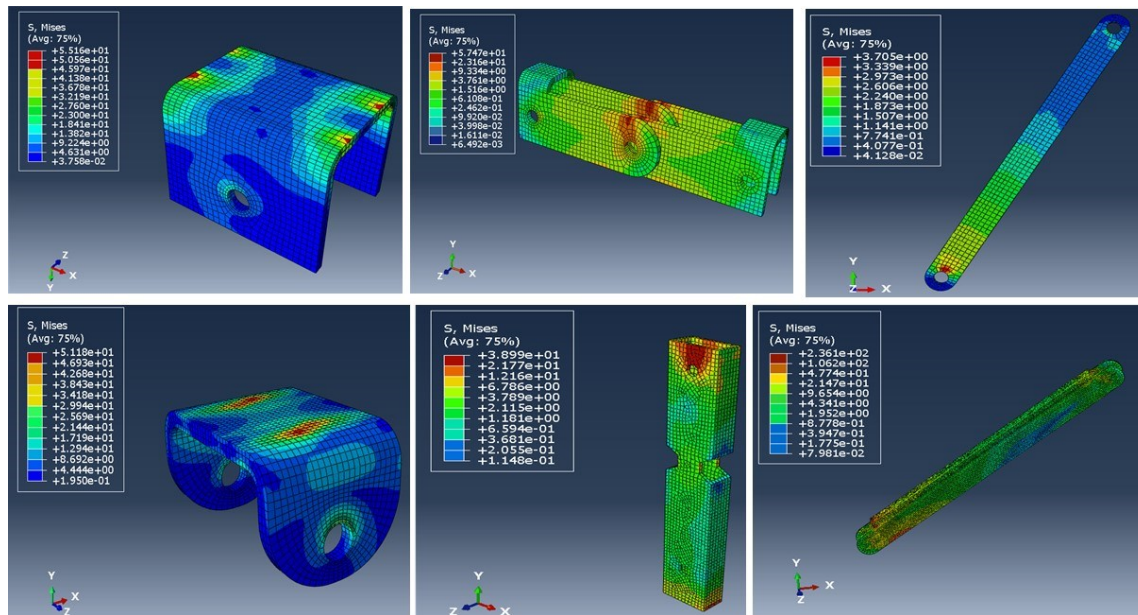 S, Mises
(Avg: 75%)
+5.516e+01
+5.056e+01
+4.597e+01
+4.138e+01
+3.678e+01
+3.219e+01
+2.760e+01
+2.300e+01
+1.841e+01
+1.382e+01
+9.224e+00
+4.631e+00
+3.758e-02
Z
X
Y
S, Mises
(Avg: 75%)
+5.747e+01
+2.316e+01
+9.334e+00
+3.761e+00
+1.516e+00
+6.108e-01
+2.462e-01
+9.920e-02
+3.998e-02
+1.611e-02
+6.492e-03
Y
Z
X
S, Mises
(Avg: 75%)
+3.705e+00
+3.339e+00
+2.973e+00
+2.606e+00
+2.240e+00
+1.873e+00
+1.507e+00
+1.141e+00
+7.741e-01
+4.077e-01
+4.128e-02
Y
Z
X
S, Mises
(Avg: 75%)
+5.118e+01
+4.693e+01
+4.268e+01
+3.843e+01
+3.418e+01
+2.994e+01
+2.569e+01
+2.144e+01
+1.719e+01
+1.294e+01
+8.692e+00
+4.444e+00
+1.950e-01
Y
X
Z
S, Mises
(Avg: 75%)
+3.899e+01
+2.177e+01
+1.216e+01
+6.786e+00
+3.789e+00
+2.115e+00
+1.181e+00
+6.594e-01
+3.681e-01
+2.055e-01
+1.148e-01
Y
Z
X
S, Mises
(Avg: 75%)
+2.361e+02
+1.062e+02
+4.774e+01
+2.147e+01
+9.654e+00
+4.341e+00
+1.952e+00
+8.778e-01
+3.947e-01
+1.775e-01
+7.981e-02
Y
X
Z